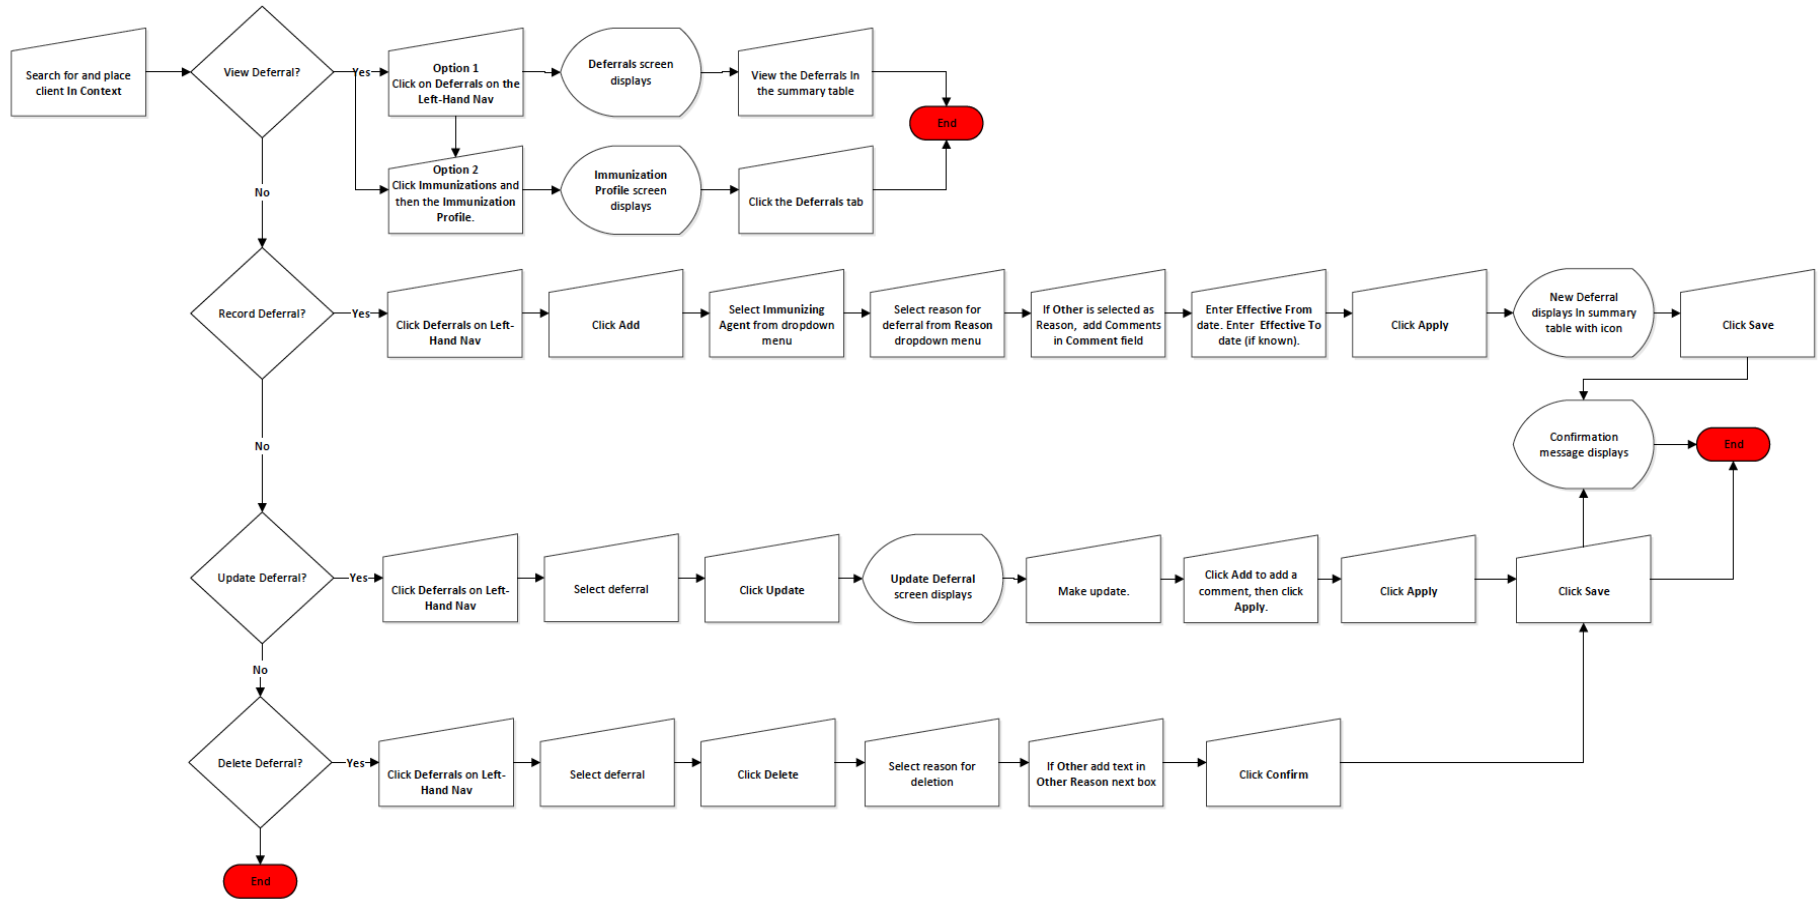 Search for and place
client In Context
View Deferral?
Yes
Option 1
Click on Deferrals on the
Left-Hand Nav
Deferrals screen
displays
View the Deferrals In
the summary table
End
Option 2
Click Immunizations and
then the Immunization
Profile.
Immunization
Profile screen
displays
Click the Deferrals tab
No
Record Deferral?
Yes
Click Deferrals on Left-
Hand Nav
Click Add
Select Immunizing
Agent from dropdown
menu
Select reason for
deferral from Reason
dropdown menu
If Other is selected as
Reason, add Comments
in Comment field
Enter Effective From
date. Enter Effective To
date (if known).
Click Apply
New Deferral
displays In summary
table with icon
Click Save
No
Confirmation
message displays
End
Update Deferral?
Yes
Click Deferrals on Left-
Hand Nav
Select deferral
Click Update
Update Deferral
screen displays
Make update.
Click Add to add a
comment, then click
Apply.
Click Apply
Click Save
No
Delete Deferral?
Yes
Click Deferrals on Left-
Hand Nav
Select deferral
Click Delete
Select reason for
deletion
If Other add text in
Other Reason next box
Click Confirm
End